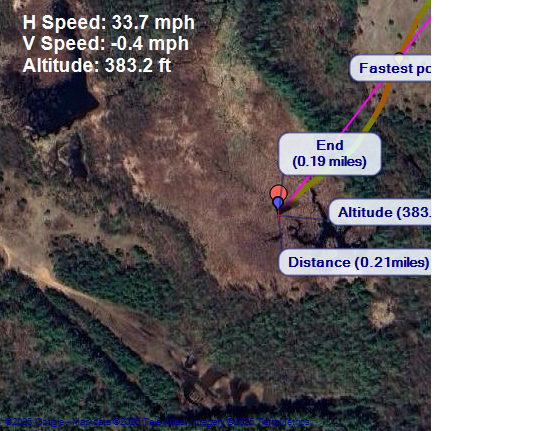 H Speed: 33.7 mph
V Speed: -0.4 mph
Altitude: 383.2 ft
Fastest po
End
(0.19 miles)
Altitude (383.
Distance (0.21miles)